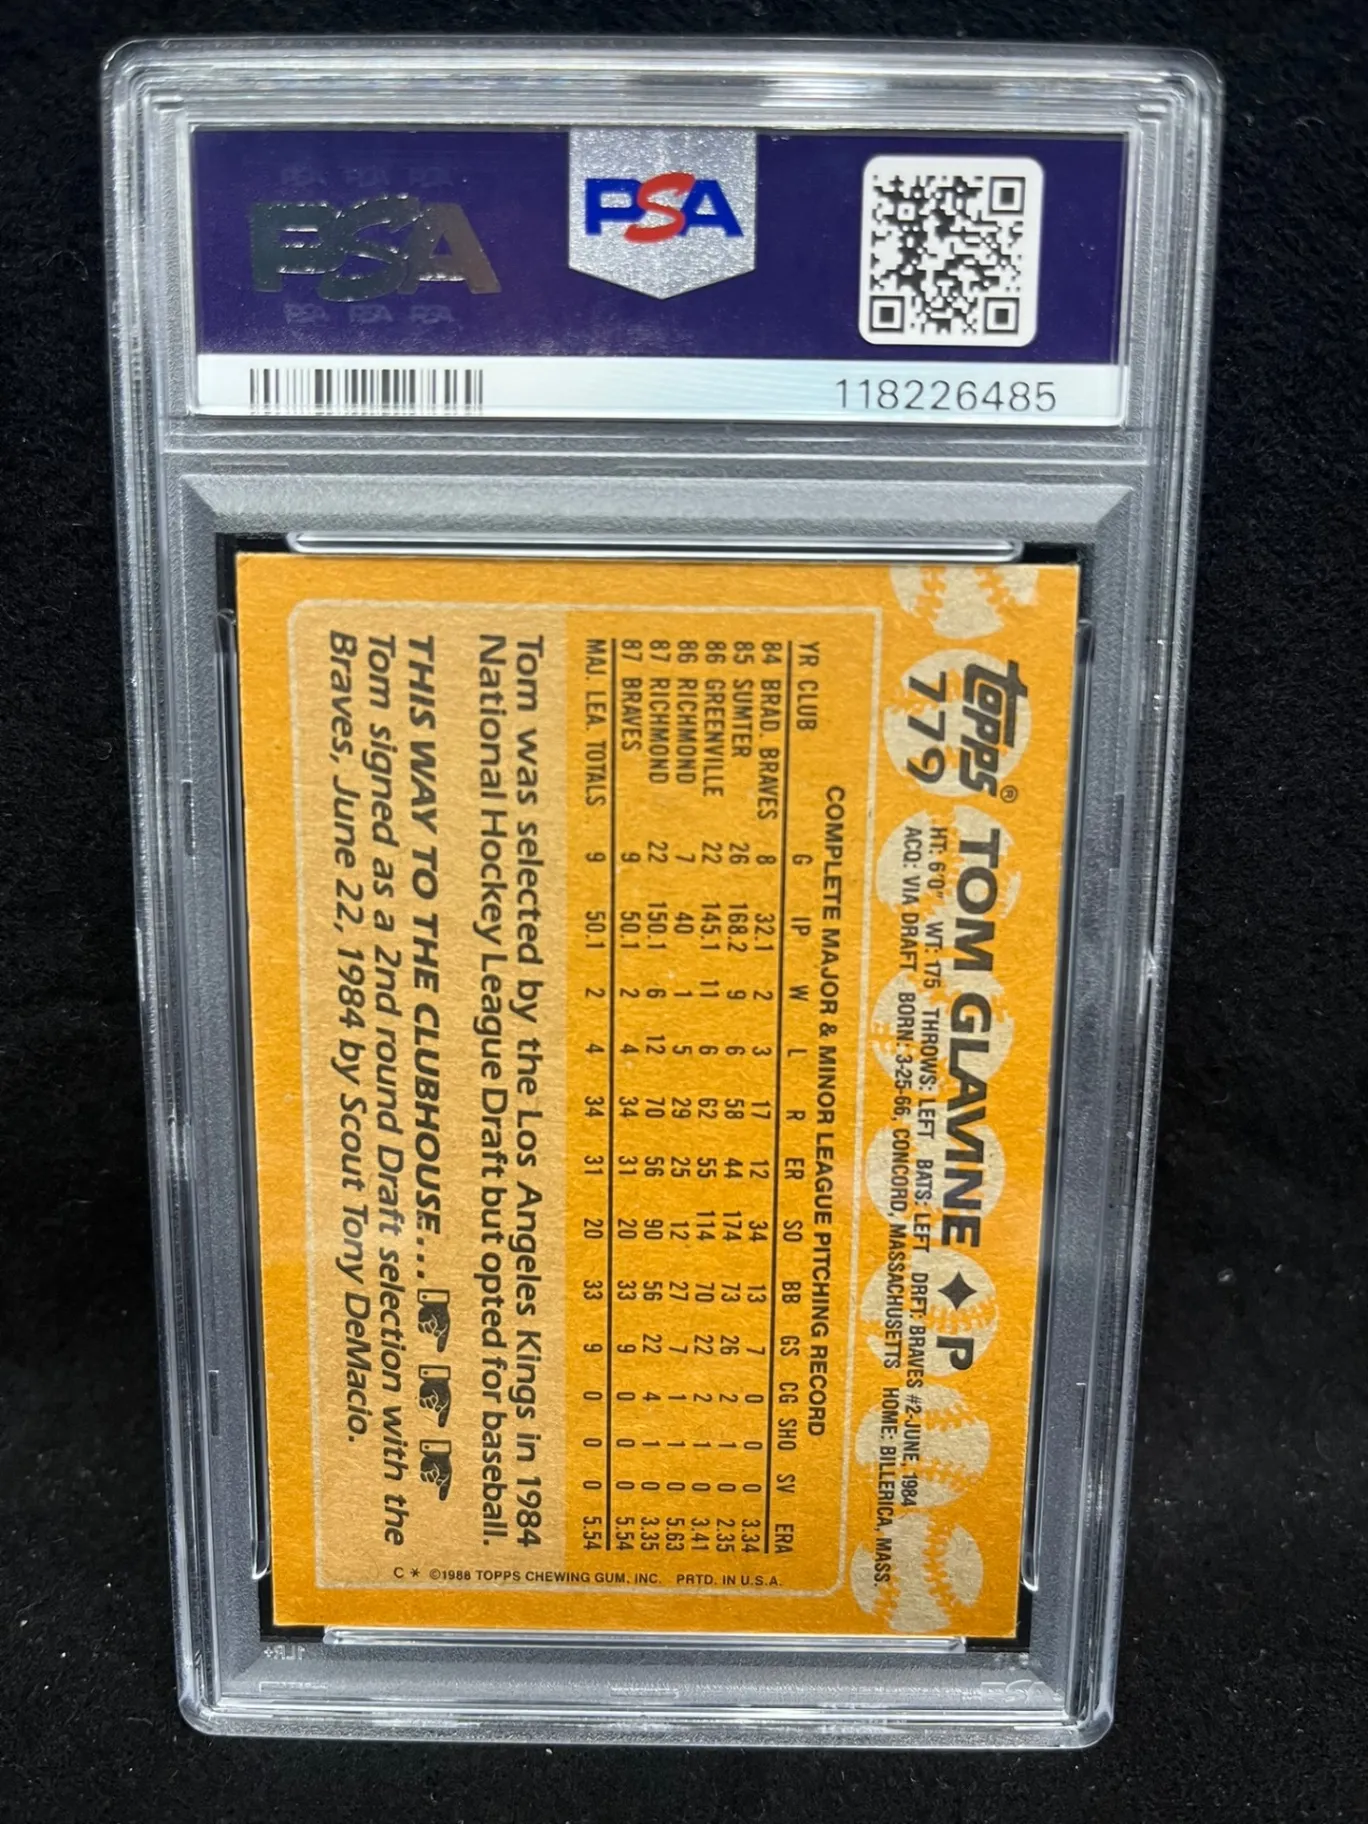 PSA PSA PSA
PSA
PSA PSA PSA
PSA
118226485
topps®
779
TOM GLAVINE ♦ P
HT: 6'0" WT: 175 THROWS: LEFT BATS: LEFT DRFT: BRAVES #2-JUNE, 1984
ACQ: VIA DRAFT BORN: 3-25-66, CONCORD, MASSACHUSETTS HOME: BILLERICA, MASS.
COMPLETE MAJOR & MINOR LEAGUE PITCHING RECORD
YR CLUB G IP W L R ER SO BB GS CG SHO SV ERA
84 BRAD. BRAVES 8 32.1 2 3 17 12 34 13 7 0 0 0 3.34
85 SUMTER 26 168.2 9 6 58 44 174 73 26 2 1 0 2.35
86 GREENVILLE 22 145.1 11 6 62 55 114 70 22 2 1 0 3.41
86 RICHMOND 7 40 1 5 29 25 12 27 7 1 1 0 5.63
87 RICHMOND 22 150.1 6 12 70 56 90 56 22 4 1 0 3.35
87 BRAVES 9 50.1 2 4 34 31 20 33 9 0 0 0 5.54
MAJ. LEA. TOTALS 9 50.1 2 4 34 31 20 33 9 0 0 0 5.54
Tom was selected by the Los Angeles Kings in 1984
National Hockey League Draft but opted for baseball.
THIS WAY TO THE CLUBHOUSE...
Tom signed as a 2nd round Draft selection with the
Braves, June 22, 1984 by Scout Tony DeMacio.
C * ©1988 TOPPS CHEWING GUM, INC. PRTD. IN U.S.A.